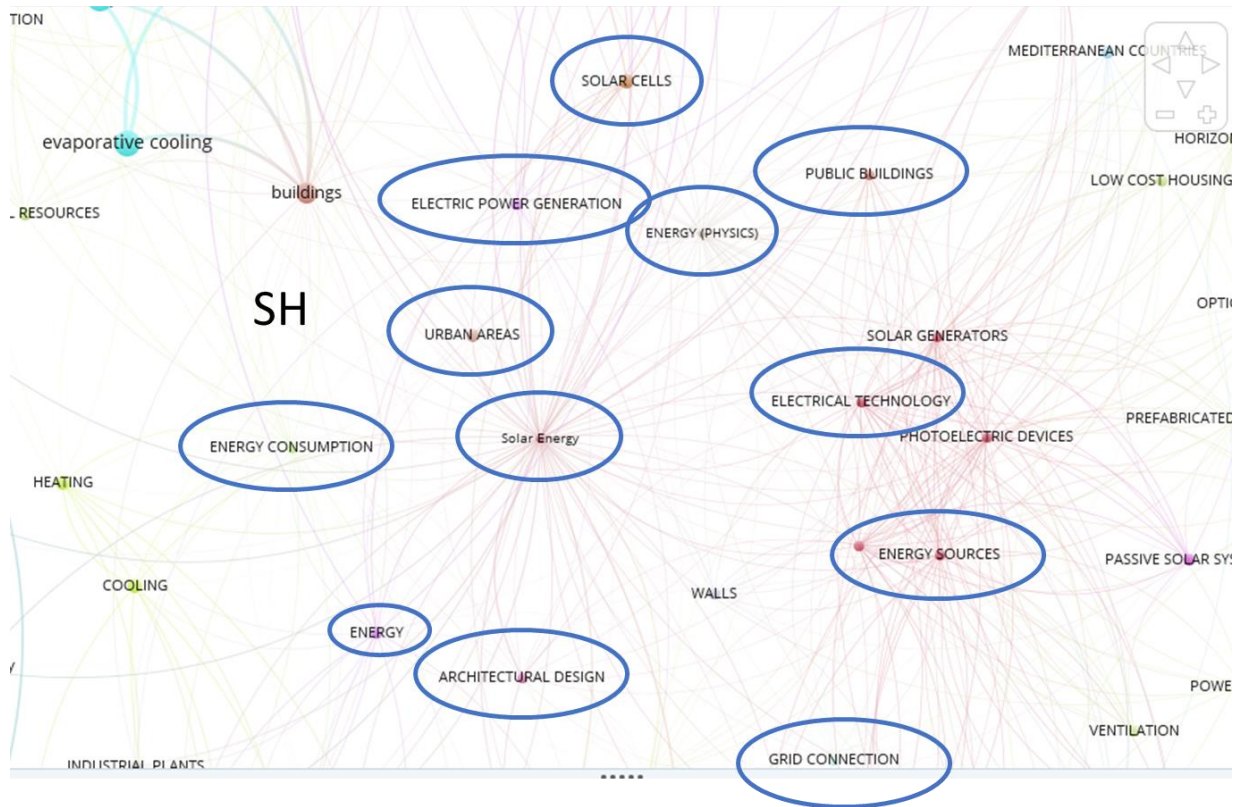 TION
SOLAR CELLS
MEDITERRANEAN COUNTRIES
evaporative cooling
HORIZO
PUBLIC BUILDINGS
LOW COST HOUSING
buildings
ELECTRIC POWER GENERATION
L RESOURCES
ENERGY (PHYSICS)
SH
OPTI
URBAN AREAS
SOLAR GENERATORS
ELECTRICAL TECHNOLOGY
PREFABRICATED
Solar Energy
PHOTOELECTRIC DEVICES
ENERGY CONSUMPTION
HEATING
ENERGY SOURCES
PASSIVE SOLAR SYS
COOLING
WALLS
ENERGY
ARCHITECTURAL DESIGN
POWE
VENTILATION
GRID CONNECTION
INDUSTRIAL PLANTS